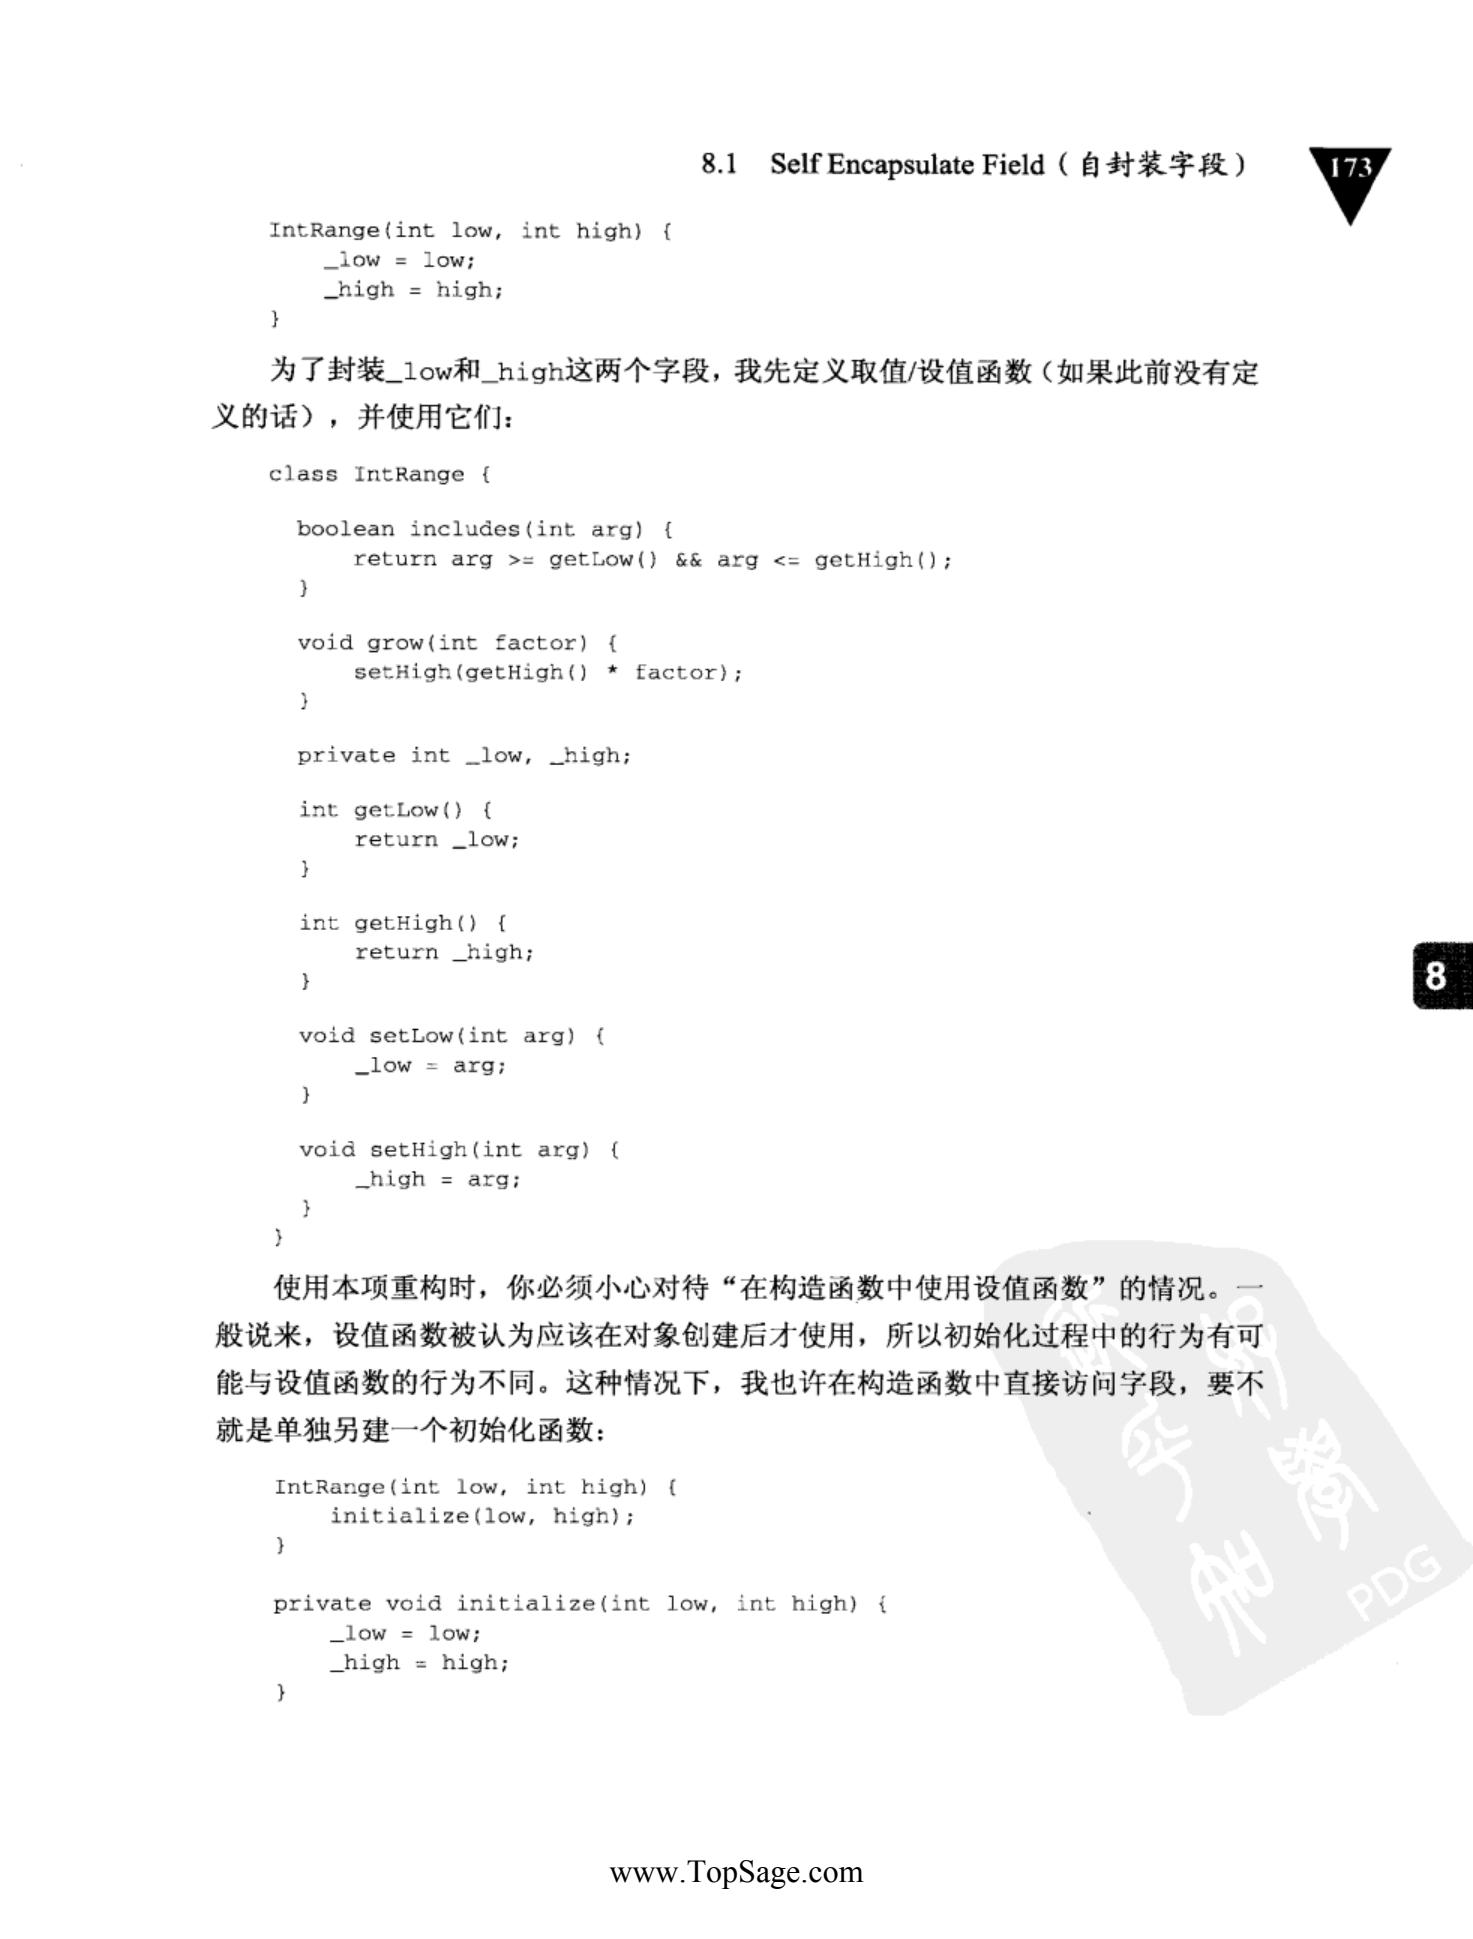 8.1 Self Encapsulate Field（自封装字段）
173
IntRange(int low, int high) {
_low = low;
_high = high;
}
为了封装_low和_high这两个字段，我先定义取值/设值函数（如果此前没有定
义的话），并使用它们：
class IntRange {
boolean includes(int arg) {
return arg >= getLow() && arg <= getHigh();
}
void grow(int factor) {
setHigh(getHigh() * factor);
}
private int _low, _high;
int getLow() {
return _low;
}
int getHigh() {
return _high;
}
8
void setLow(int arg) {
_low = arg;
}
void setHigh(int arg) {
_high = arg;
}
}
使用本项重构时，你必须小心对待“在构造函数中使用设值函数”的情况。一
般说来，设值函数被认为应该在对象创建后才使用，所以初始化过程中的行为有可
能与设值函数的行为不同。这种情况下，我也许在构造函数中直接访问字段，要不
就是单独另建一个初始化函数：
IntRange(int low, int high) {
initialize(low, high);
}
private void initialize(int low, int high) {
_low = low;
_high = high;
}
PDG
www.TopSage.com